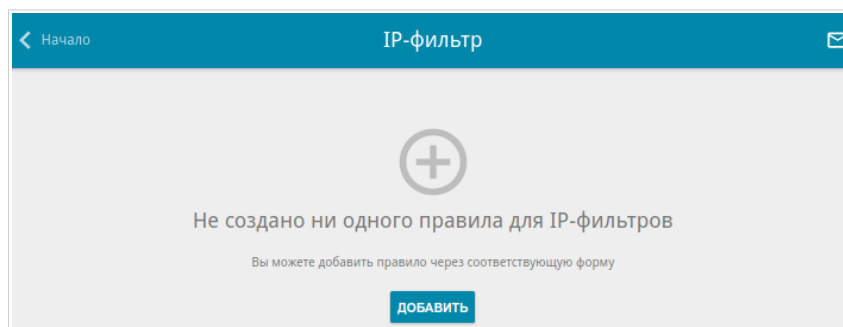 Начало
IP-фильтр
Не создано ни одного правила для IP-фильтров
Вы можете добавить правило через соответствующую форму
ДОБАВИТЬ